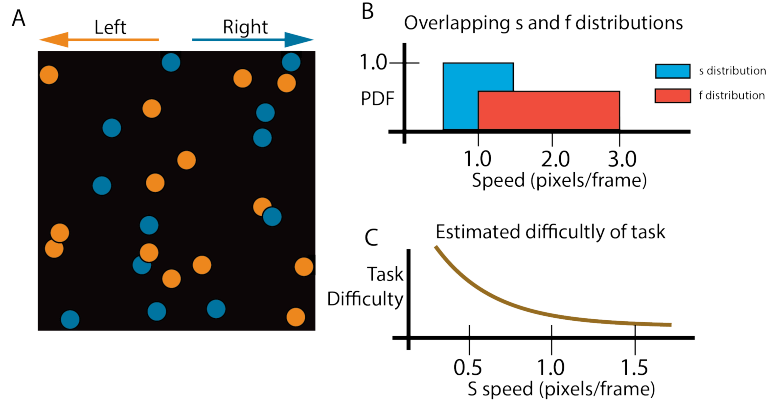 A
Left
Right
B
Overlapping s and f distributions
1.0
PDF
s distribution
f distribution
1.0
2.0
3.0
Speed (pixels/frame)
C
Estimated difficultly of task
Task
Difficulty
0.5
1.0
1.5
S speed (pixels/frame)